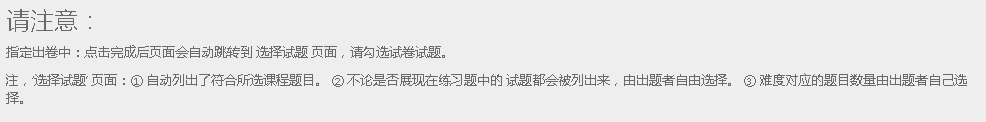 请注意：
指定出卷中：点击完成后页面会自动跳转到 选择试题 页面，请勾选试卷试题。
注，'选择试题' 页面：① 自动列出了符合所选课程题目。 ② 不论是否展现在练习题中的 试题都会被列出来，由出题者自由选择。 ③ 难度对应的题目数量由出题者自己选
择。